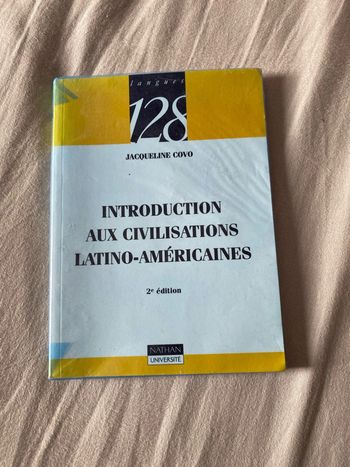 langues
128
JACQUELINE COVO
INTRODUCTION
AUX CIVILISATIONS
LATINO-AMÉRICAINES
2e édition
NATHAN
UNIVERSITÉ